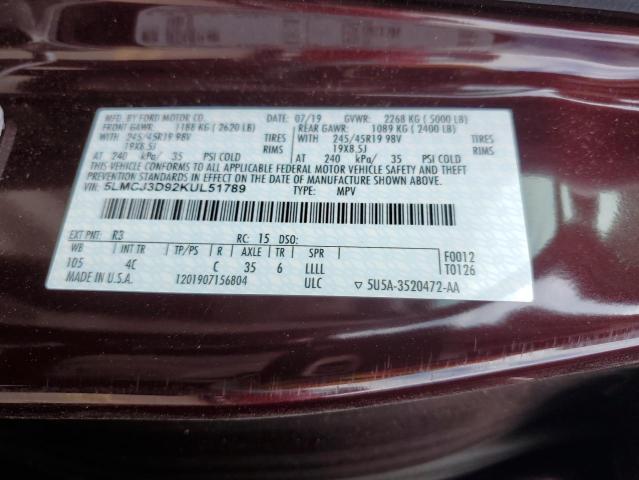 MFD. BY FORD MOTOR CO. DATE: 07/19 GVWR: 2268 KG ( 5000 LB)
FRONT GAWR: 1188 KG ( 2620 LB) REAR GAWR: 1089 KG ( 2400 LB)
WITH 245/45R19 98V TIRES WITH 245/45R19 98V TIRES
19X8.5J RIMS 19X8.5J RIMS
AT 240 kPa/ 35 PSI COLD AT 240 kPa/ 35 PSI COLD
THIS VEHICLE CONFORMS TO ALL APPLICABLE FEDERAL MOTOR VEHICLE SAFETY, BUMPER, AND THEFT
PREVENTION STANDARDS IN EFFECT ON THE DATE OF MANUFACTURE SHOWN ABOVE.
VIN: 5LMCJ3D92KUL51789 TYPE: MPV
EXT PNT: R3 RC: 15 DSO: F0012
WB INT TR TP/PS R AXLE TR SPR T0126
105 4C C 35 6 LLLL
MADE IN U.S.A. 1201907156804 ULC ▽ 5U5A-3520472-AA